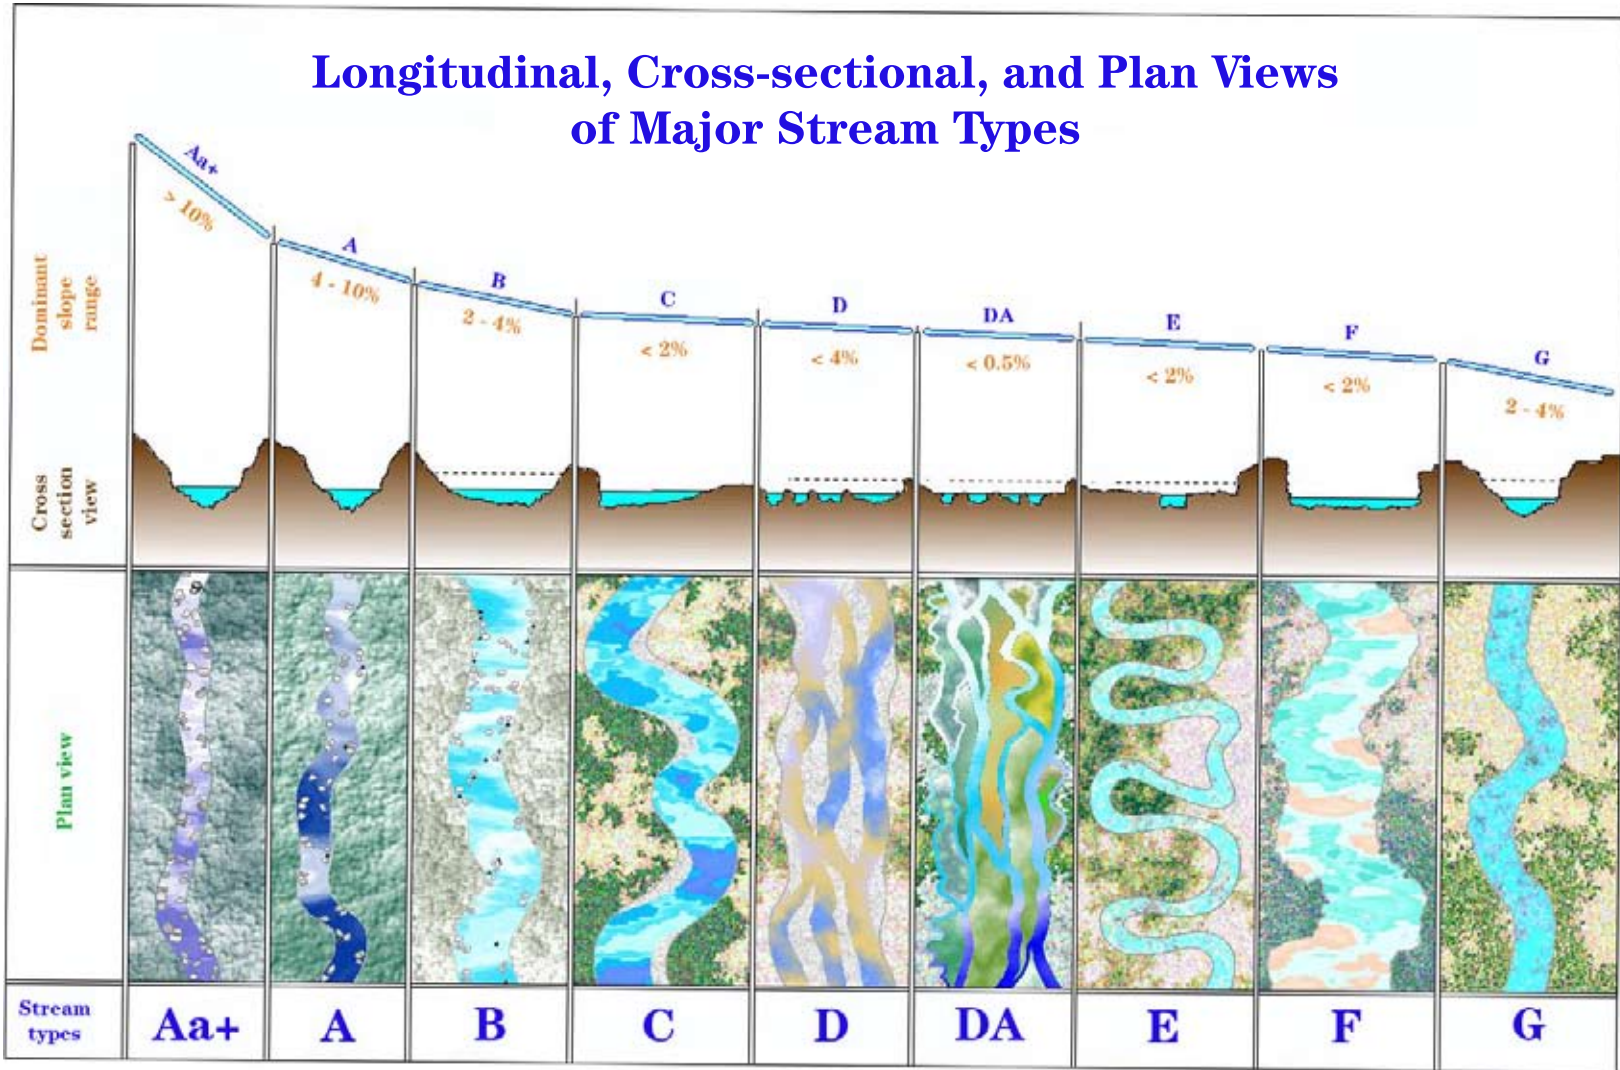 Longitudinal, Cross-sectional, and Plan Views
of Major Stream Types
Aa+
> 10%
A
4 - 10%
B
2 - 4%
C
< 2%
D
< 4%
DA
< 0.5%
E
< 2%
F
< 2%
G
2 - 4%
Dominant
slope
range
Cross
section
view
Plan view
Stream
types
Aa+
A
B
C
D
DA
E
F
G